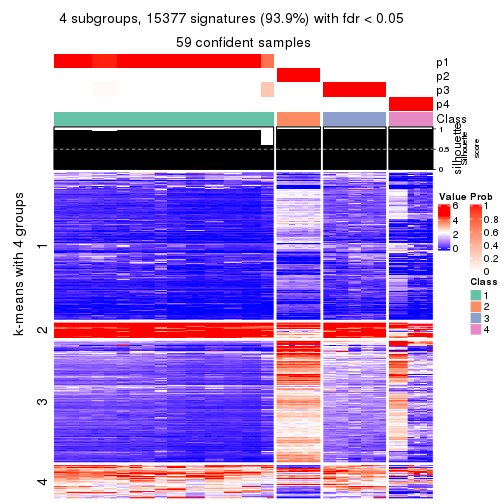 4 subgroups, 15377 signatures (93.9%) with fdr < 0.05
59 confident samples
p1
p2
p3
p4
Class
1
0.5
0
silhouette
Silhouette
score
k-means with 4 groups
1
2
3
4
Value
6
4
2
0
Prob
1
0.8
0.6
0.4
0.2
0
Class
1
2
3
4